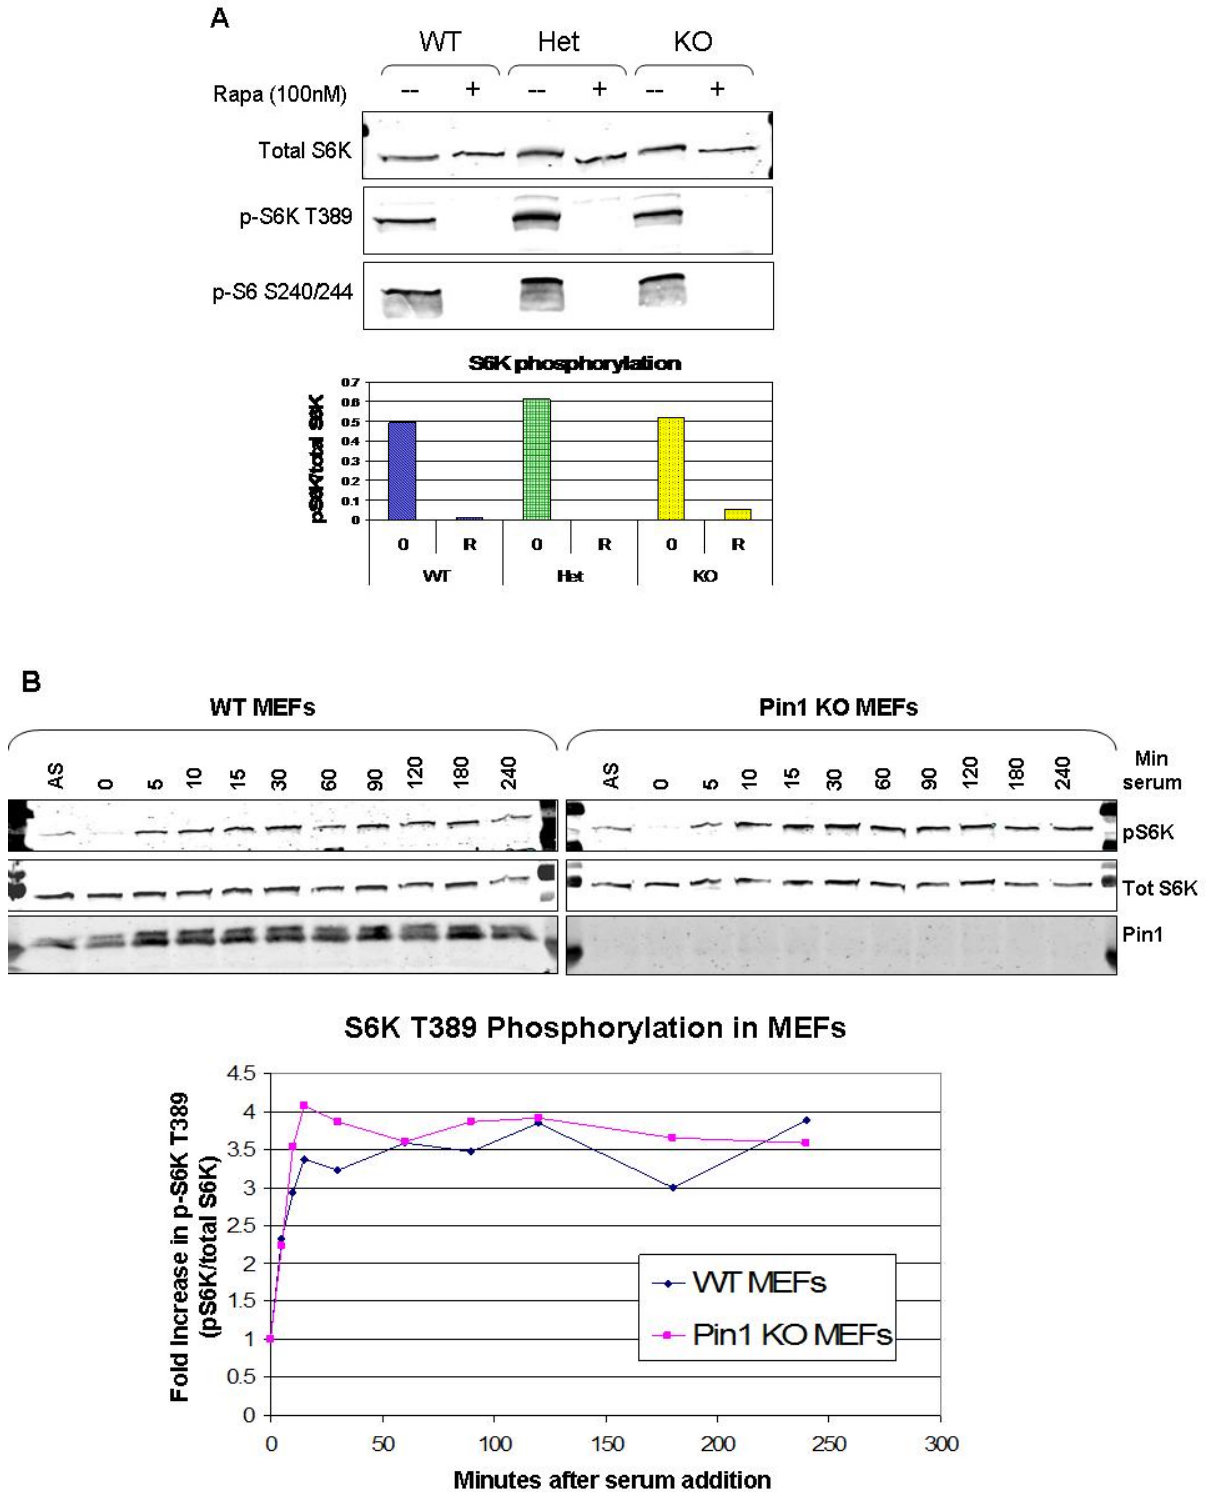 A
WT Het KO
Rapa (100nM) -- + -- + -- +
Total S6K
p-S6K T389
p-S6 S240/244
S6K phosphorylation
pS6K/total S6K
0.7
0.6
0.5
0.4
0.3
0.2
0.1
0
0 R 0 R 0 R
WT Het KO
B
WT MEFs Pin1 KO MEFs
AS 0 5 10 15 30 60 90 120 180 240 AS 0 5 10 15 30 60 90 120 180 240 Min
serum
pS6K
Tot S6K
Pin1
S6K T389 Phosphorylation in MEFs
Fold Increase in p-S6K T389
(pS6K/total S6K)
4.5
4
3.5
3
2.5
2
1.5
1
0.5
0
WT MEFs
Pin1 KO MEFs
0 50 100 150 200 250 300
Minutes after serum addition